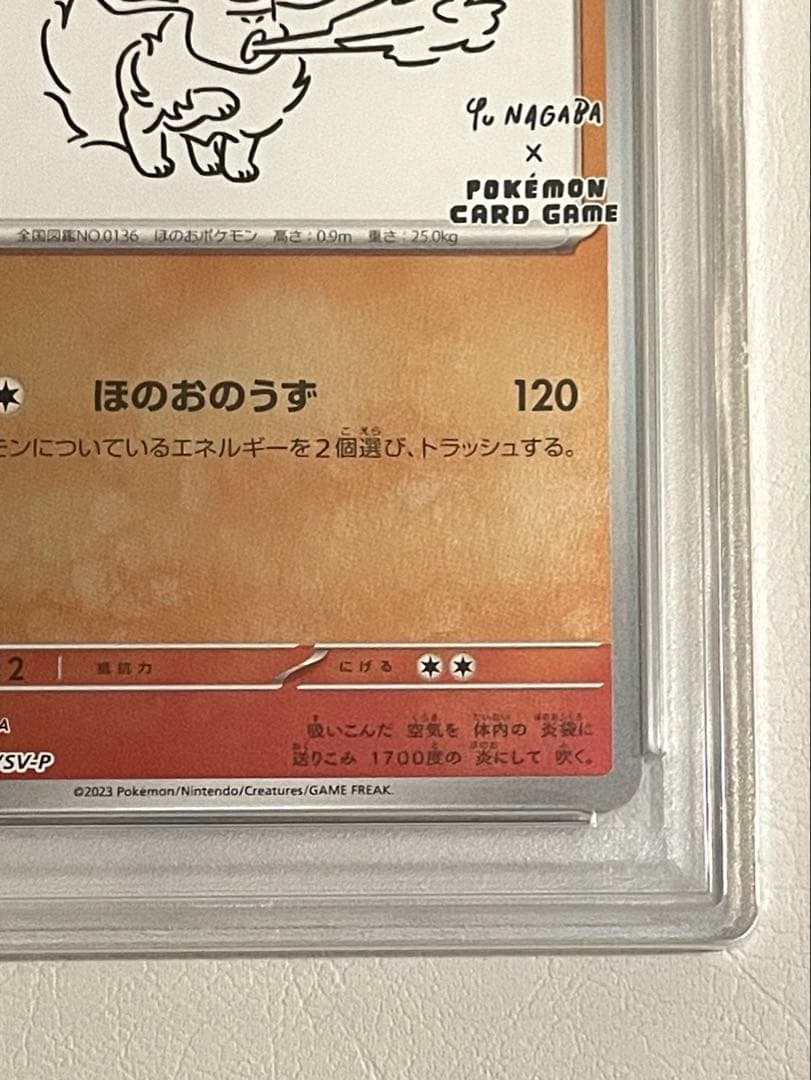 Yu NAGABA
×
POKÉMON
CARD GAME
全国図鑑NO.0136 ほのおポケモン 高さ:0.9m 重さ:25.0kg
ほのおのうず 120
モンについているエネルギーを2個選び、トラッシュする。
2 抵抗力 にげる
吸いこんだ 空気を 体内の 炎袋に
/SV-P 送りこみ 1700度の 炎にして 吹く。
©2023 Pokémon/Nintendo/Creatures/GAME FREAK.